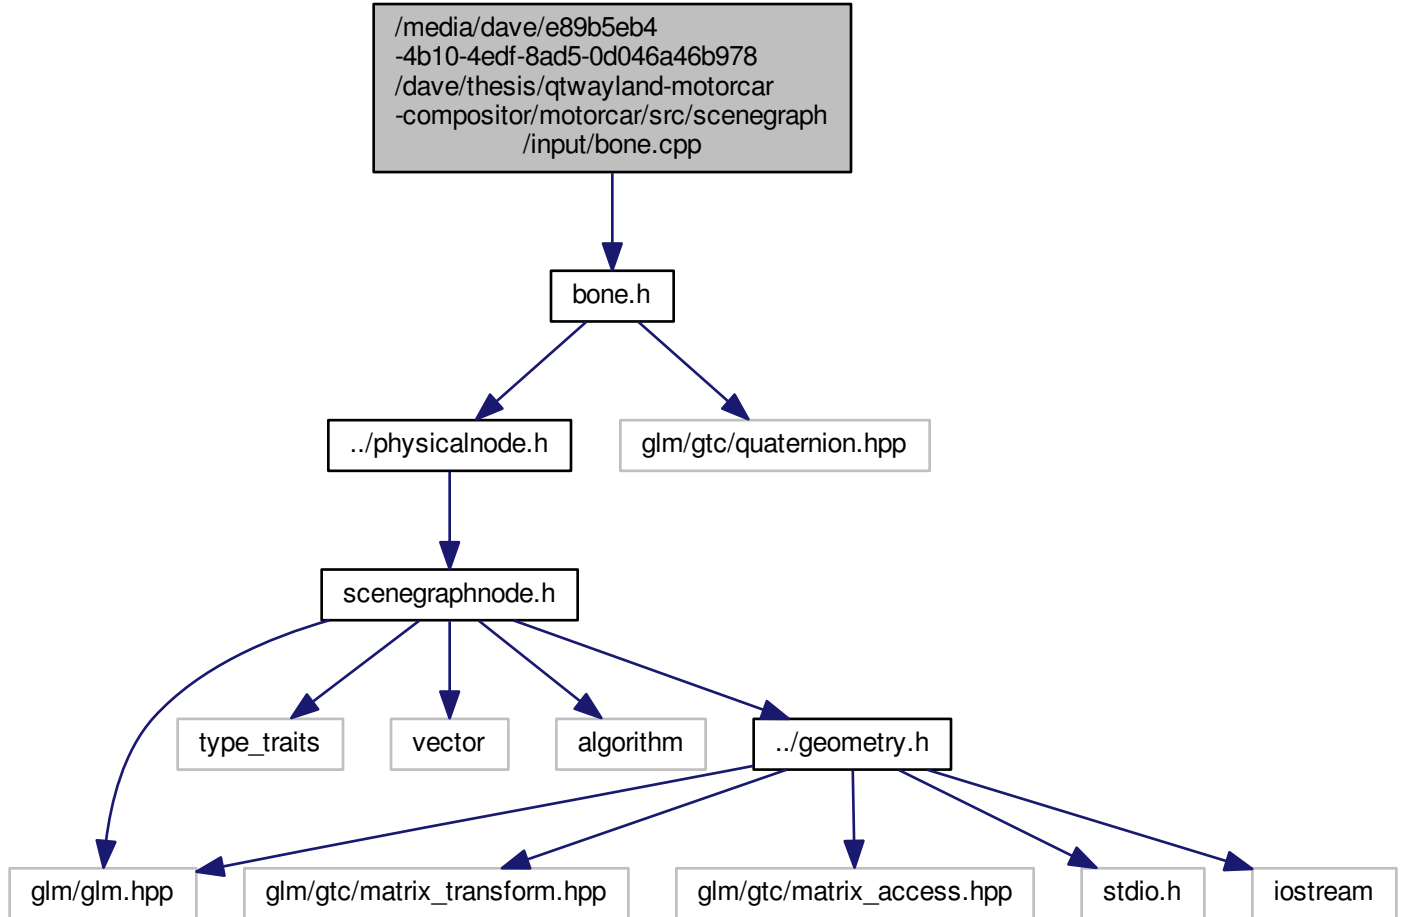 /media/dave/e89b5eb4
-4b10-4edf-8ad5-0d046a46b978
/dave/thesis/qtwayland-motorcar
-compositor/motorcar/src/scenegraph
/input/bone.cpp
bone.h
../physicalnode.h
glm/gtc/quaternion.hpp
scenegraphnode.h
type_traits
vector
algorithm
../geometry.h
glm/glm.hpp
glm/gtc/matrix_transform.hpp
glm/gtc/matrix_access.hpp
stdio.h
iostream